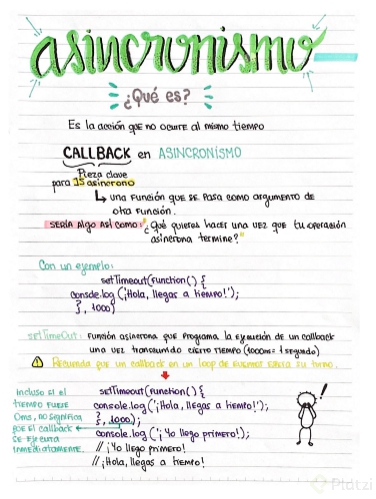 asincronismo
¿Qué es?
Es la acción que no ocurre al mismo tiempo
CALLBACK en ASINCRONISMO
Pieza clave
para JS asíncrono
una función que se pasa como argumento de
otra función.
sería Algo Así como: "¿Qué quieres hacer una vez que tu operación
asíncrona termine?"
Con un ejemplo:
setTimeout(function() {
console.log('¡Hola, llegas a tiempo!');
}, 1000)
setTimeOut: función asíncrona que programa la ejecución de un callback
una vez transcurrido cierto tiempo (1000ms = 1 segundo)
Recuerda que un callback en un loop de eventos espera su turno.
Incluso si el
tiempo fuese
0ms, no significa
que el callback
se ejecuta
inmediatamente.
setTimeout(function() {
console.log('¡Hola, llegas a tiempo!');
}, 1000);
console.log('¡Yo llego primero!');
// ¡Yo llego primero!
// ¡Hola, llegas a tiempo!
Platzi